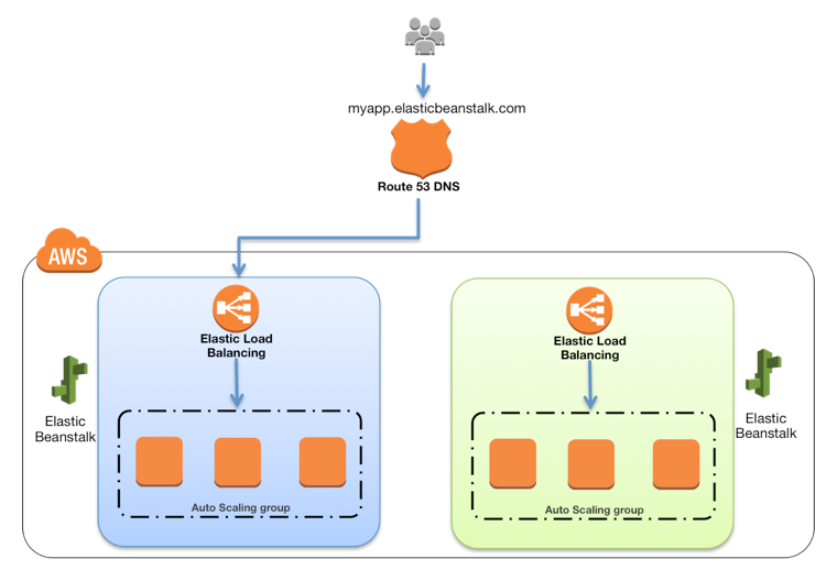 myapp.elasticbeanstalk.com
Route 53 DNS
AWS
Elastic Load
Balancing
Elastic Load
Balancing
Elastic
Beanstalk
Elastic
Beanstalk
Auto Scaling group
Auto Scaling group